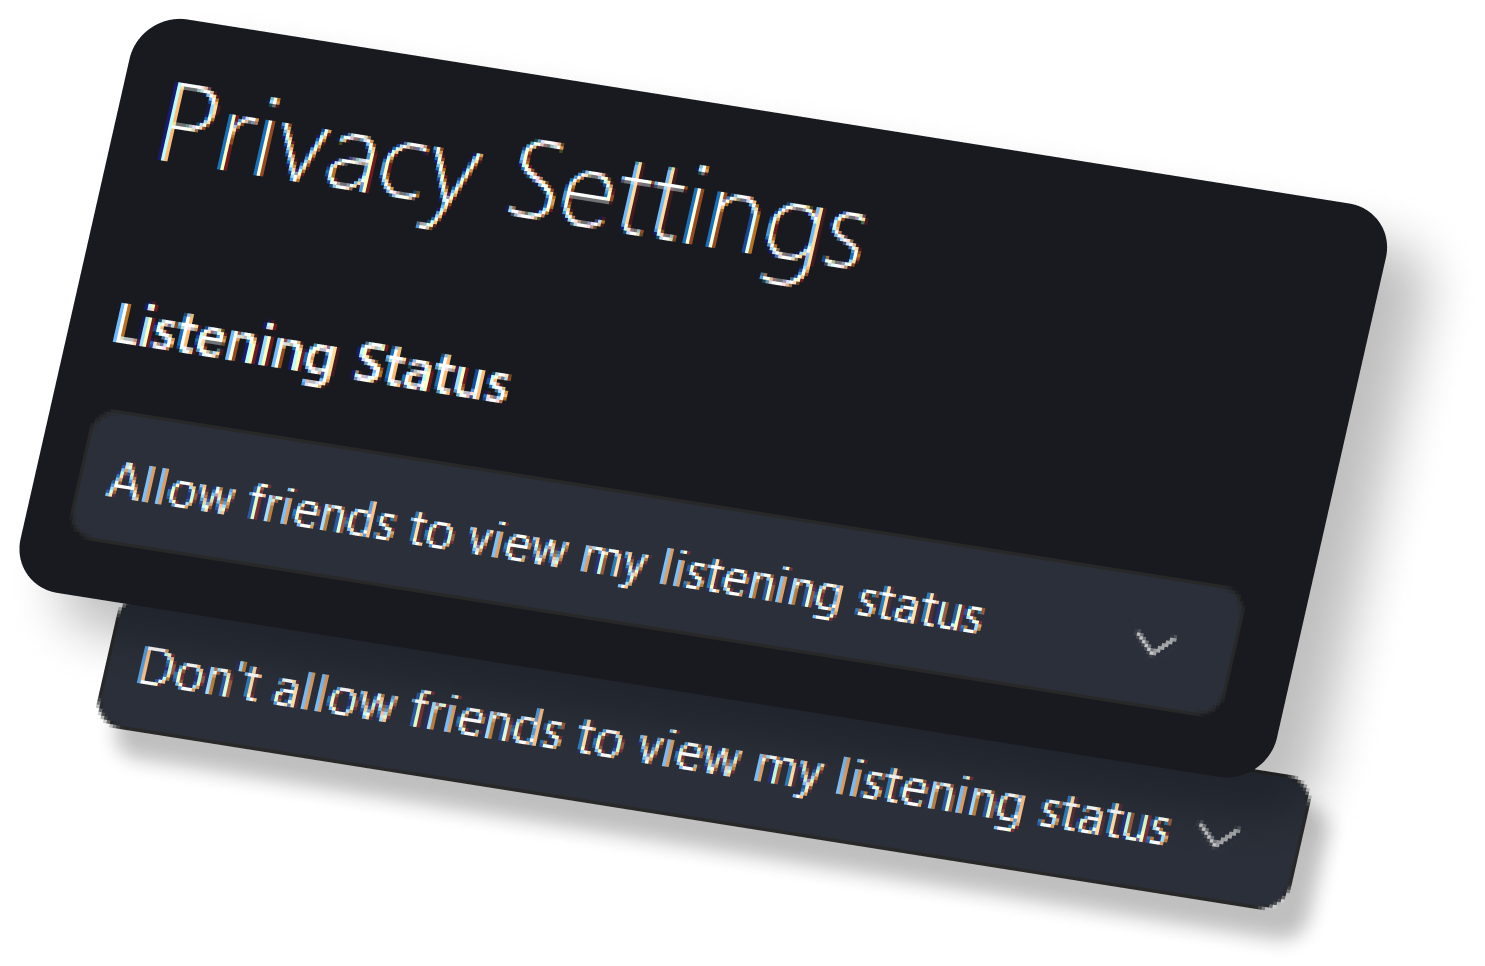 Privacy Settings
Listening Status
Allow friends to view my listening status
Don't allow friends to view my listening status